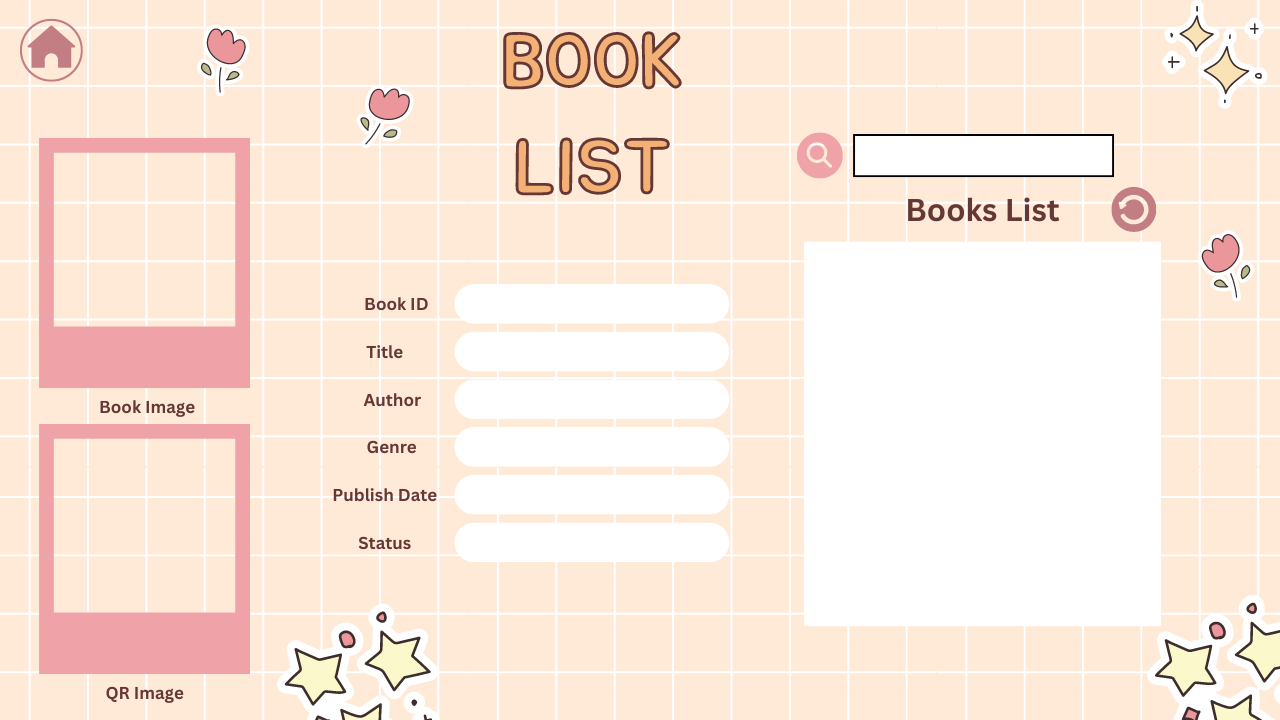 BOOK
LIST
Books List
Book ID
Title
Author
Genre
Publish Date
Status
Book Image
QR Image